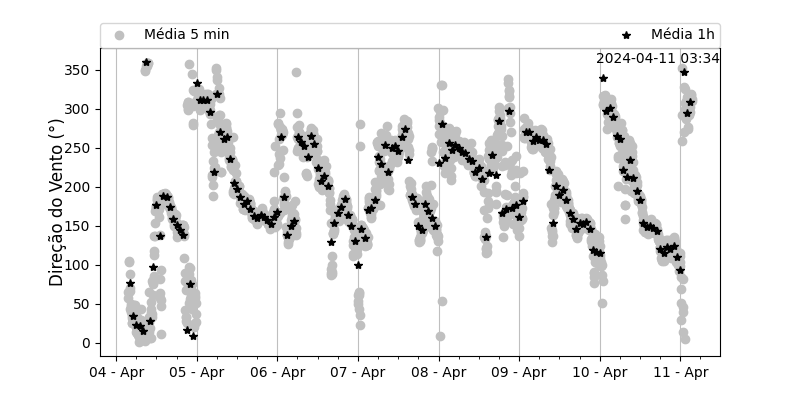 Média 5 min
Média 1h
2024-04-11 03:34
Direção do Vento (°)
350
300
250
200
150
100
50
0
04 - Apr
05 - Apr
06 - Apr
07 - Apr
08 - Apr
09 - Apr
10 - Apr
11 - Apr